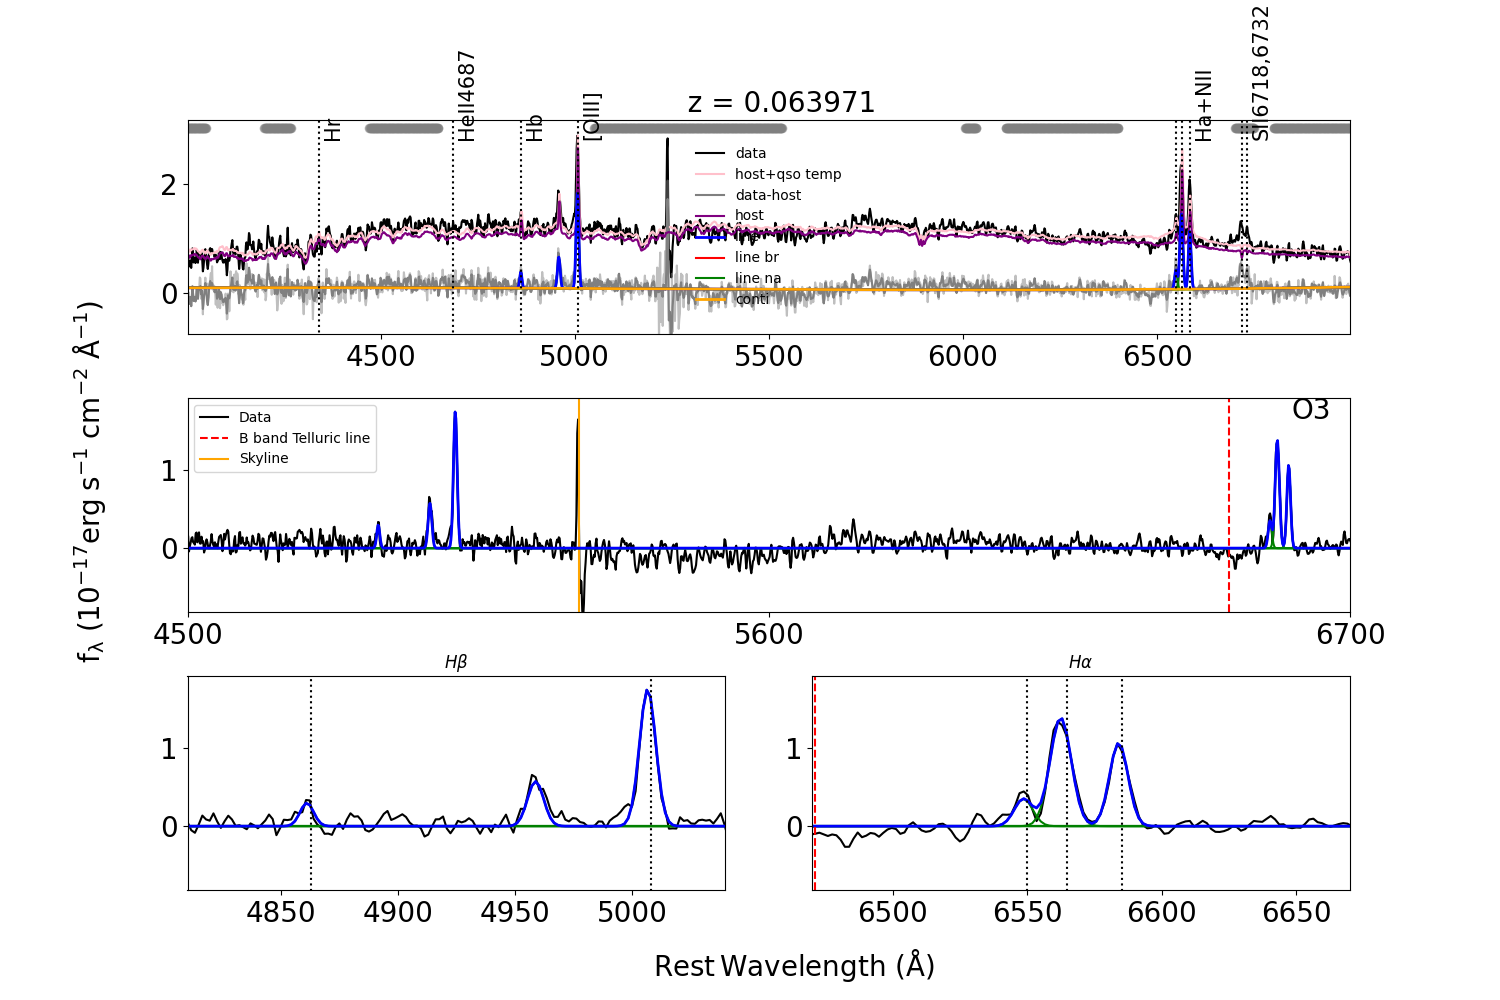 z = 0.063971
Hr
HeII4687
Hb
[OIII]
Ha+NII
SII6718,6732
data
host+qso temp
data-host
host
line br
line na
conti
2
0
4500 5000 5500 6000 6500
O3
Data
B band Telluric line
Skyline
1
0
4500 5600 6700
fλ (10⁻¹⁷erg s⁻¹ cm⁻² Å⁻¹)
Hβ
1
0
4850 4900 4950 5000
Hα
1
0
6500 6550 6600 6650
Rest Wavelength (Å)